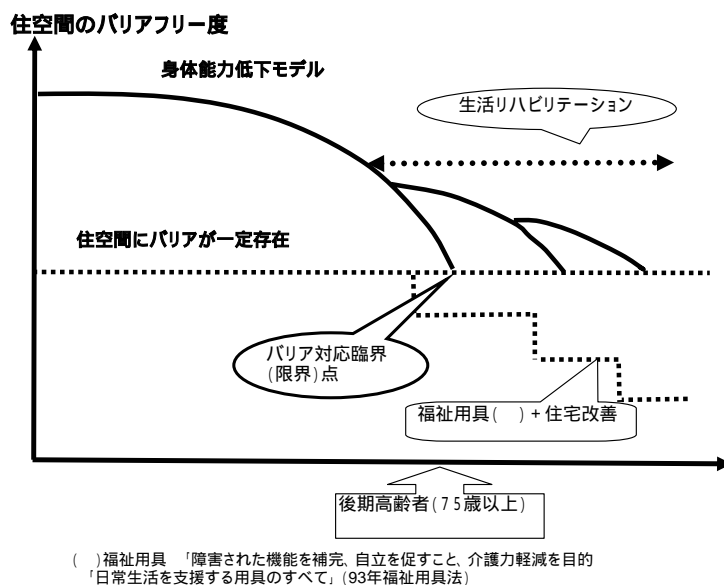 住空間のバリアフリー度
身体能力低下モデル
生活リハビリテーション
住空間にバリアが一定存在
バリア対応臨界
(限界)点
福祉用具(　)+住宅改善
後期高齢者(75歳以上)
(　)福祉用具　「障害された機能を補完、自立を促すこと、介護力軽減を目的
「日常生活を支援する用具のすべて」(93年福祉用具法)